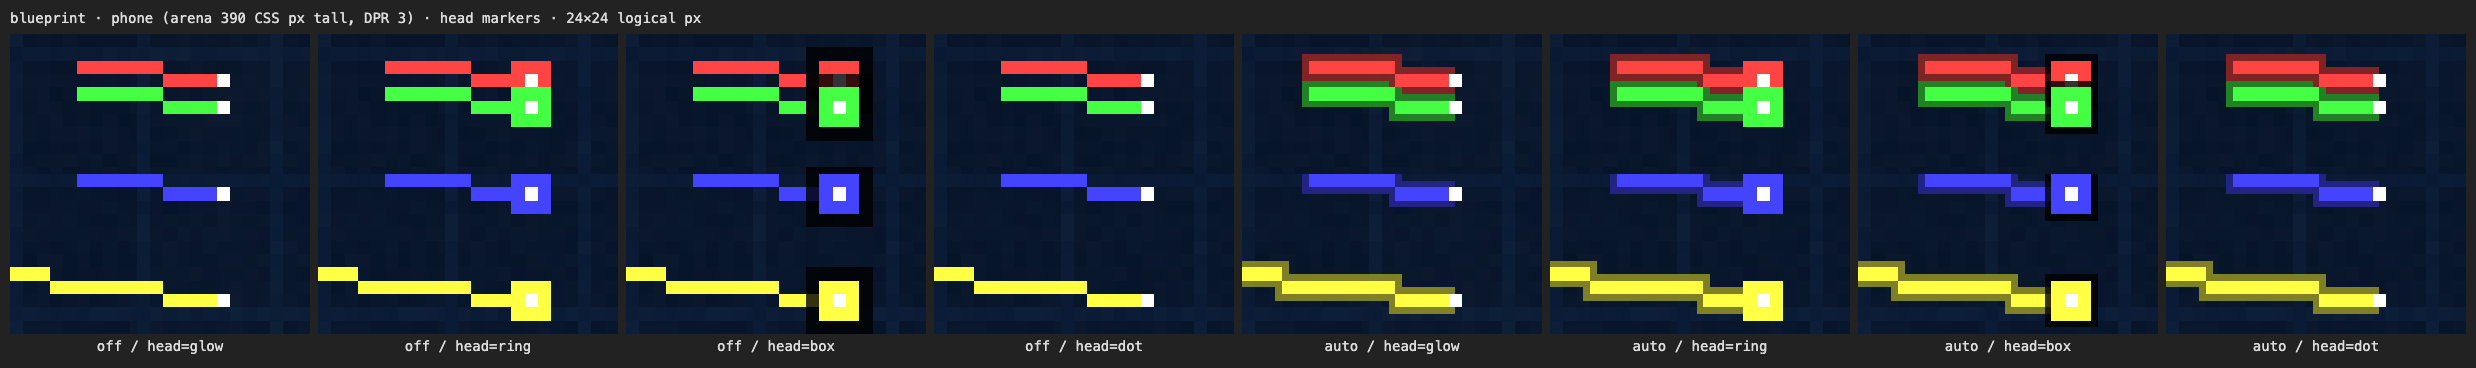 blueprint · phone (arena 390 CSS px tall, DPR 3) · head markers · 24×24 logical px
off / head=glow
off / head=ring
off / head=box
off / head=dot
auto / head=glow
auto / head=ring
auto / head=box
auto / head=dot